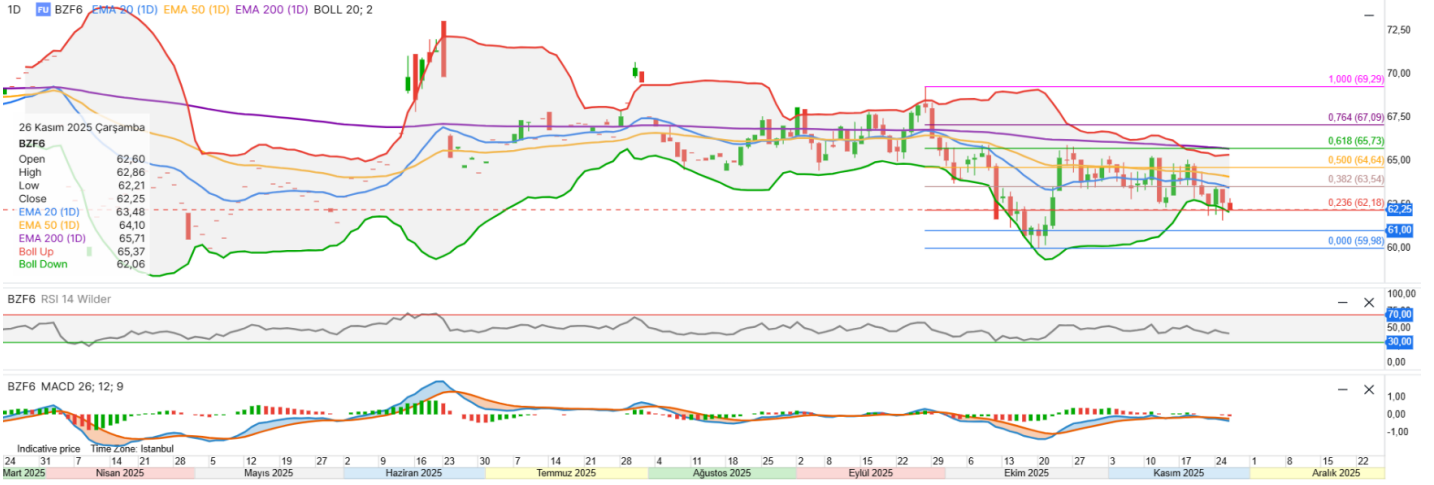 1D FU BZF6 EMA 20 (1D) EMA 50 (1D) EMA 200 (1D) BOLL 20; 2
72,50
70,00
67,50
65,00
60,00
1,000 (69,29)
0,764 (67,09)
0,618 (65,73)
0,500 (64,64)
0,382 (63,54)
0,236 (62,18)
62,25
61,00
0,000 (59,98)
26 Kasım 2025 Çarşamba
BZF6
Open 62,60
High 62,86
Low 62,21
Close 62,25
EMA 20 (1D) 63,48
EMA 50 (1D) 64,10
EMA 200 (1D) 65,71
Boll Up 65,37
Boll Down 62,06
BZF6 RSI 14 Wilder
100,00
70,00
50,00
30,00
0,00
BZF6 MACD 26; 12; 9
1,00
0,00
-1,00
Indicative price Time Zone: Istanbul
24 30 7 14 21 28 5 12 19 27 2 9 16 23 30 7 14 21 28 4 11 18 25 2 8 15 22 29 6 13 20 27 3 10 17 24 1 8 15 22
Mart 2025 Nisan 2025 Mayıs 2025 Haziran 2025 Temmuz 2025 Ağustos 2025 Eylül 2025 Ekim 2025 Kasım 2025 Aralık 2025